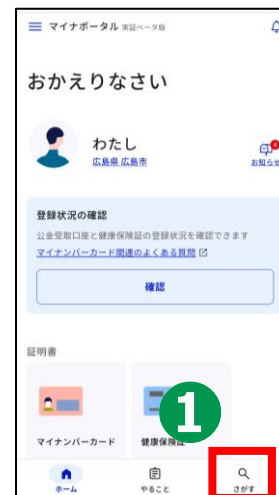 マイナポータル 実証ベータ版
おかえりなさい
わたし
広島県 広島市
お知らせ
登録状況の確認
公金受取口座と健康保険証の登録状況を確認できます
マイナンバーカード関連のよくある質問
確認
証明書
マイナンバーカード
健康保険証
1
ホーム
やること
さがす